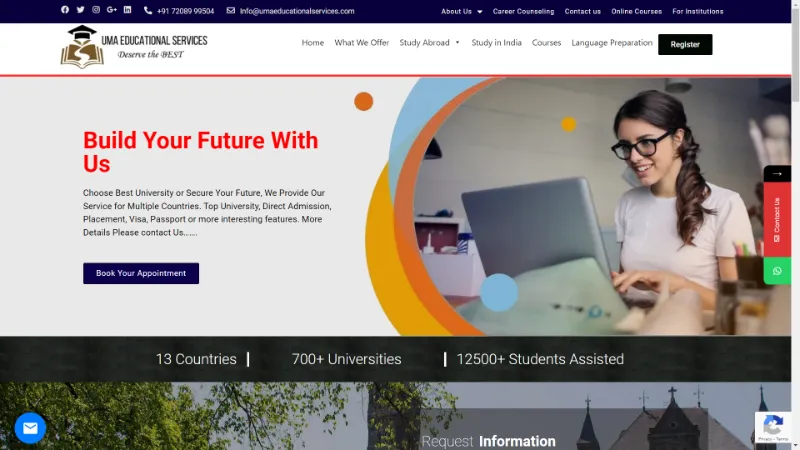 +91 72089 99504
Info@umaeducationalservices.com
About Us
Career Counseling
Contact us
Online Courses
For Institutions
UMA EDUCATIONAL SERVICES
Deserve the BEST
Home
What We Offer
Study Abroad
Study in India
Courses
Language Preparation
Register
Build Your Future With
Us
Choose Best University or Secure Your Future, We Provide Our
Service for Multiple Countries. Top University, Direct Admission,
Placement, Visa, Passport or more interesting features. More
Details Please contact Us.......
Book Your Appointment
Contact Us
13 Countries
700+ Universities
12500+ Students Assisted
Request Information
Privacy - Terms